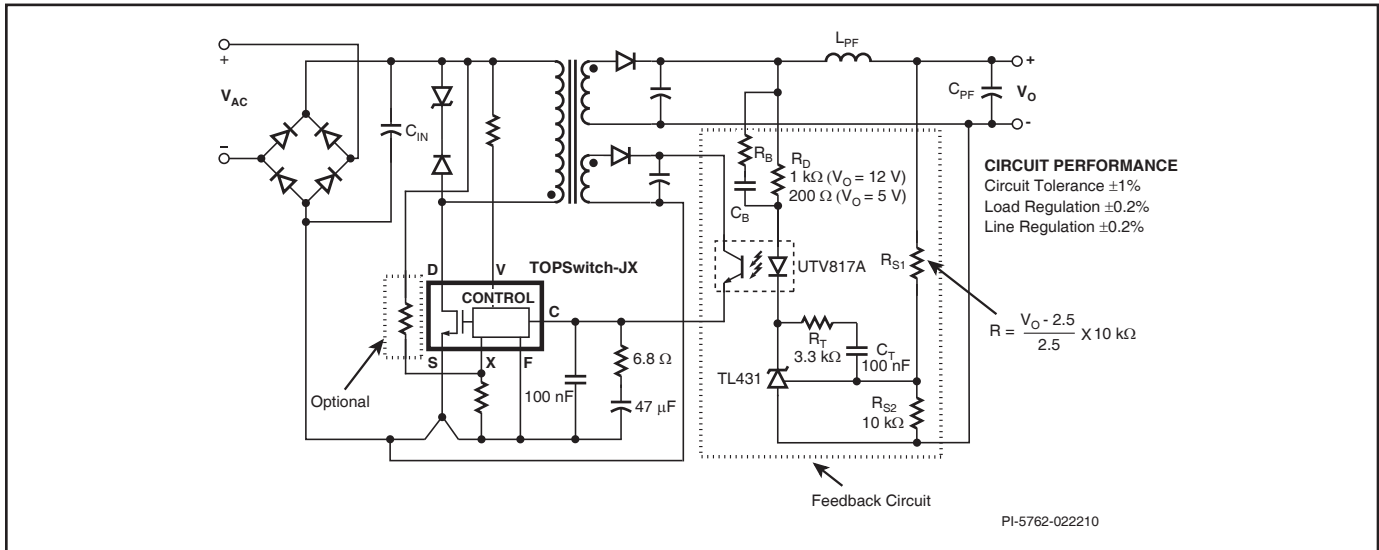 +
V_AC
−
C_IN
L_PF
C_PF
+
V_O
-
R_B
C_B
R_D
1 kΩ (V_O = 12 V)
200 Ω (V_O = 5 V)
CIRCUIT PERFORMANCE
Circuit Tolerance ±1%
Load Regulation ±0.2%
Line Regulation ±0.2%
TOPSwitch-JX
D
V
CONTROL
C
S
X
F
Optional
100 nF
6.8 Ω
47 μF
UTV817A
R_T
3.3 kΩ
C_T
100 nF
TL431
R_S1
R_S2
10 kΩ
R = V_O - 2.5 / 2.5 X 10 kΩ
Feedback Circuit
PI-5762-022210